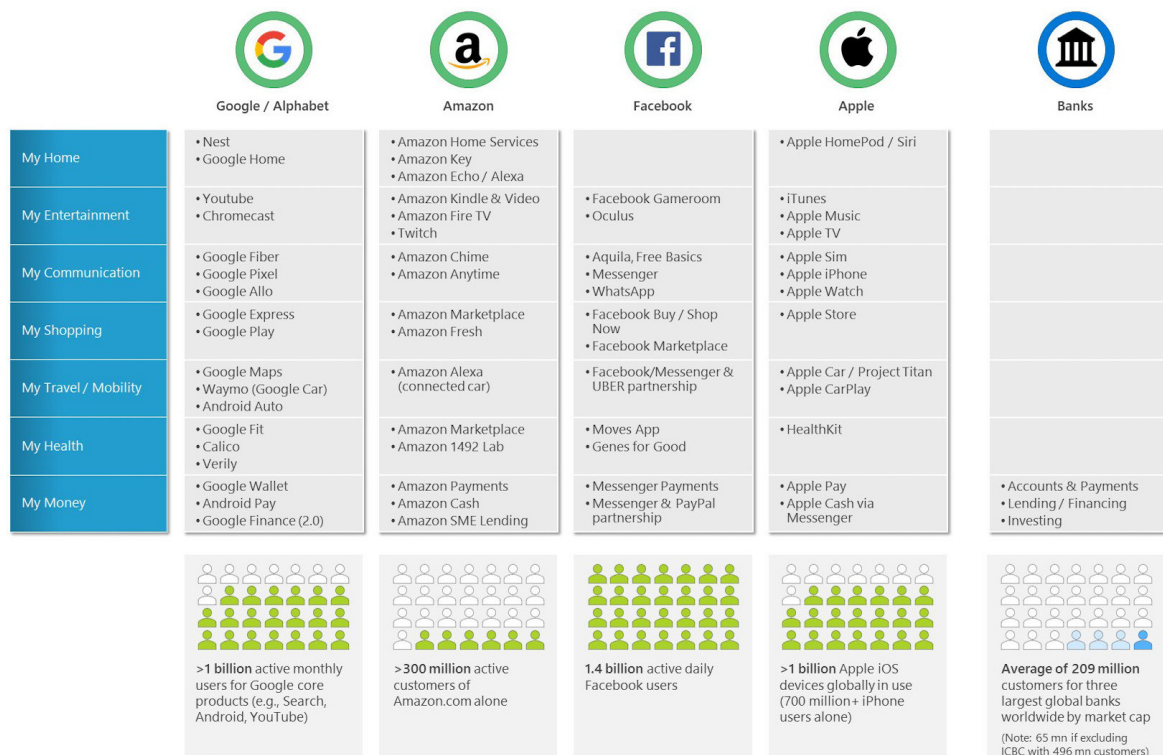 Google / Alphabet
Amazon
Facebook
Apple
Banks
My Home
• Nest
• Google Home
• Amazon Home Services
• Amazon Key
• Amazon Echo / Alexa
• Apple HomePod / Siri
My Entertainment
• Youtube
• Chromecast
• Amazon Kindle & Video
• Amazon Fire TV
• Twitch
• Facebook Gameroom
• Oculus
• iTunes
• Apple Music
• Apple TV
My Communication
• Google Fiber
• Google Pixel
• Google Allo
• Amazon Chime
• Amazon Anytime
• Aquila, Free Basics
• Messenger
• WhatsApp
• Apple Sim
• Apple iPhone
• Apple Watch
My Shopping
• Google Express
• Google Play
• Amazon Marketplace
• Amazon Fresh
• Facebook Buy / Shop
Now
• Facebook Marketplace
• Apple Store
My Travel / Mobility
• Google Maps
• Waymo (Google Car)
• Android Auto
• Amazon Alexa
(connected car)
• Facebook/Messenger &
UBER partnership
• Apple Car / Project Titan
• Apple CarPlay
My Health
• Google Fit
• Calico
• Verily
• Amazon Marketplace
• Amazon 1492 Lab
• Moves App
• Genes for Good
• HealthKit
My Money
• Google Wallet
• Android Pay
• Google Finance (2.0)
• Amazon Payments
• Amazon Cash
• Amazon SME Lending
• Messenger Payments
• Messenger & PayPal
partnership
• Apple Pay
• Apple Cash via
Messenger
• Accounts & Payments
• Lending / Financing
• Investing
>1 billion active monthly
users for Google core
products (e.g., Search,
Android, YouTube)
>300 million active
customers of
Amazon.com alone
1.4 billion active daily
Facebook users
>1 billion Apple iOS
devices globally in use
(700 million+ iPhone
users alone)
Average of 209 million
customers for three
largest global banks
worldwide by market cap
(Note: 65 mn if excluding
ICBC with 496 mn customers)